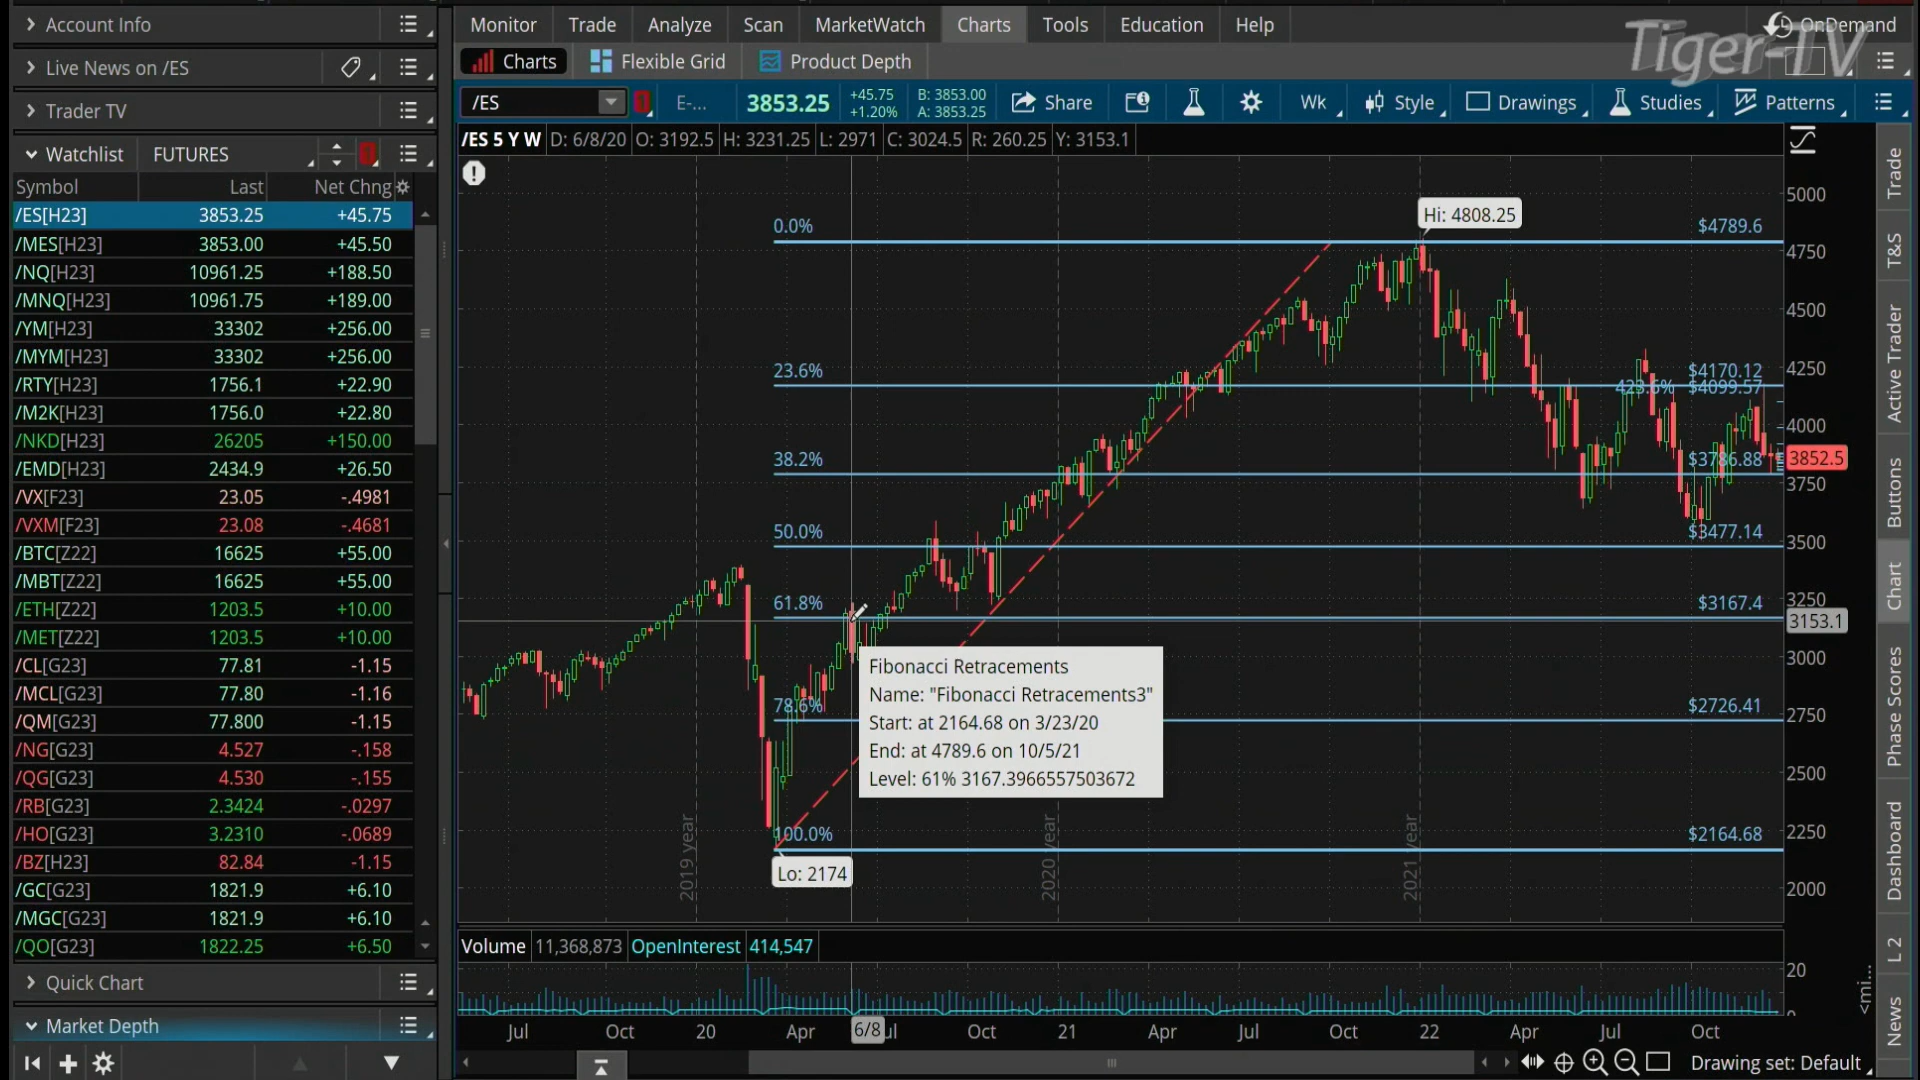 Account Info
Live News on /ES
Trader TV
Watchlist FUTURES
Symbol Last Net Chng
/ES[H23] 3853.25 +45.75
/MES[H23] 3853.00 +45.50
/NQ[H23] 10961.25 +188.50
/MNQ[H23] 10961.75 +189.00
/YM[H23] 33302 +256.00
/MYM[H23] 33302 +256.00
/RTY[H23] 1756.1 +22.90
/M2K[H23] 1756.0 +22.80
/NKD[H23] 26205 +150.00
/EMD[H23] 2434.9 +26.50
/VX[F23] 23.05 -.4981
/VXM[F23] 23.08 -.4681
/BTC[Z22] 16625 +55.00
/MBT[Z22] 16625 +55.00
/ETH[Z22] 1203.5 +10.00
/MET[Z22] 1203.5 +10.00
/CL[G23] 77.81 -1.15
/MCL[G23] 77.80 -1.16
/QM[G23] 77.800 -1.15
/NG[G23] 4.527 -.158
/QG[G23] 4.530 -.155
/RB[G23] 2.3424 -.0297
/HO[G23] 3.2310 -.0689
/BZ[H23] 82.84 -1.15
/GC[G23] 1821.9 +6.10
/MGC[G23] 1821.9 +6.10
/QO[G23] 1822.25 +6.50
Quick Chart
Market Depth
Monitor Trade Analyze Scan MarketWatch Charts Tools Education Help
OnDemand
Tiger-TV
Charts Flexible Grid Product Depth
/ES E-... 3853.25 +45.75 +1.20% B: 3853.00 A: 3853.25 Share Wk Style Drawings Studies Patterns
/ES 5 Y W D: 6/8/20 O: 3192.5 H: 3231.25 L: 2971 C: 3024.5 R: 260.25 Y: 3153.1
Hi: 4808.25
0.0% $4789.6
23.6% $4170.12
423.6% $4099.57
38.2% $3786.88
50.0% $3477.14
61.8% $3167.4
78.6% $2726.41
100.0% $2164.68
Fibonacci Retracements
Name: "Fibonacci Retracements3"
Start: at 2164.68 on 3/23/20
End: at 4789.6 on 10/5/21
Level: 61% 3167.3966557503672
Lo: 2174
2019 year
2020 year
2021 year
5000
4750
4500
4250
4000
3852.5
3750
3500
3250
3153.1
3000
2750
2500
2250
2000
Volume 11,368,873 OpenInterest 414,547
20
0
<mi...
Jul Oct 20 Apr 6/8 Jul Oct 21 Apr Jul Oct 22 Apr Jul Oct
Drawing set: Default
Trade
T&S
Active Trader
Buttons
Chart
Phase Scores
Dashboard
L 2
News